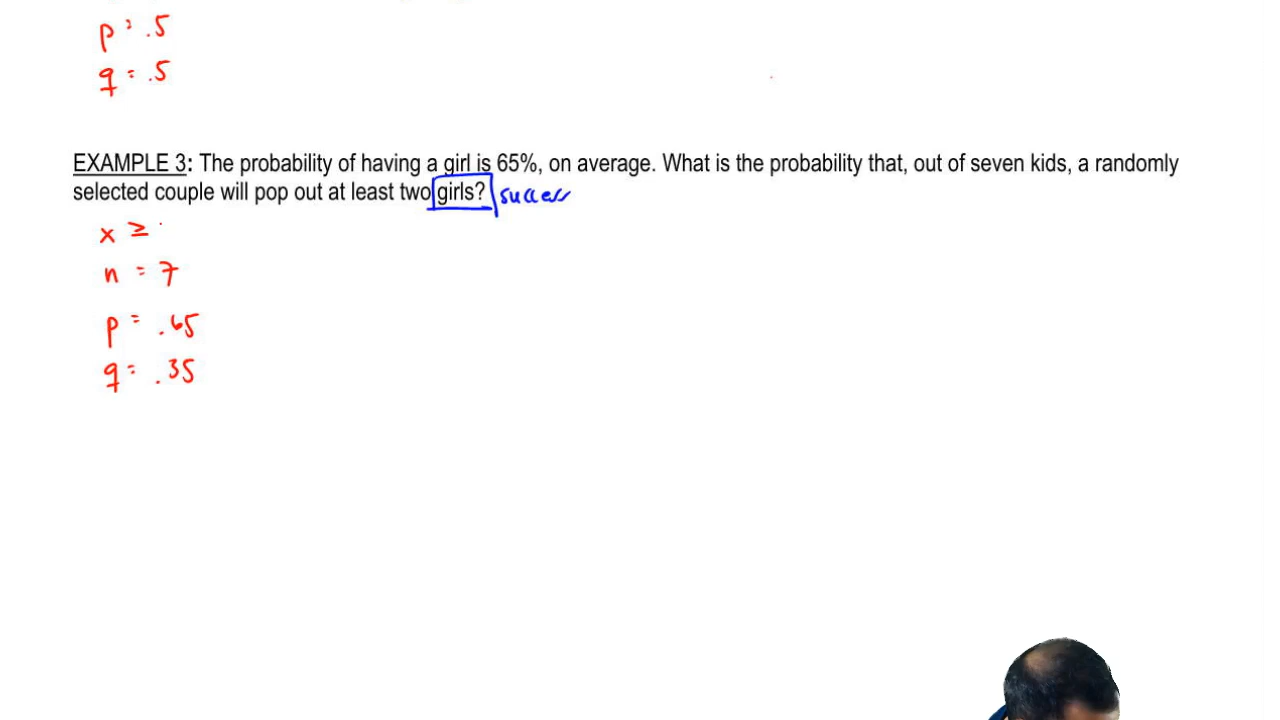 p = .5
q = .5
EXAMPLE 3: The probability of having a girl is 65%, on average. What is the probability that, out of seven kids, a randomly
selected couple will pop out at least two girls? success
x ≥
n = 7
p = .65
q = .35